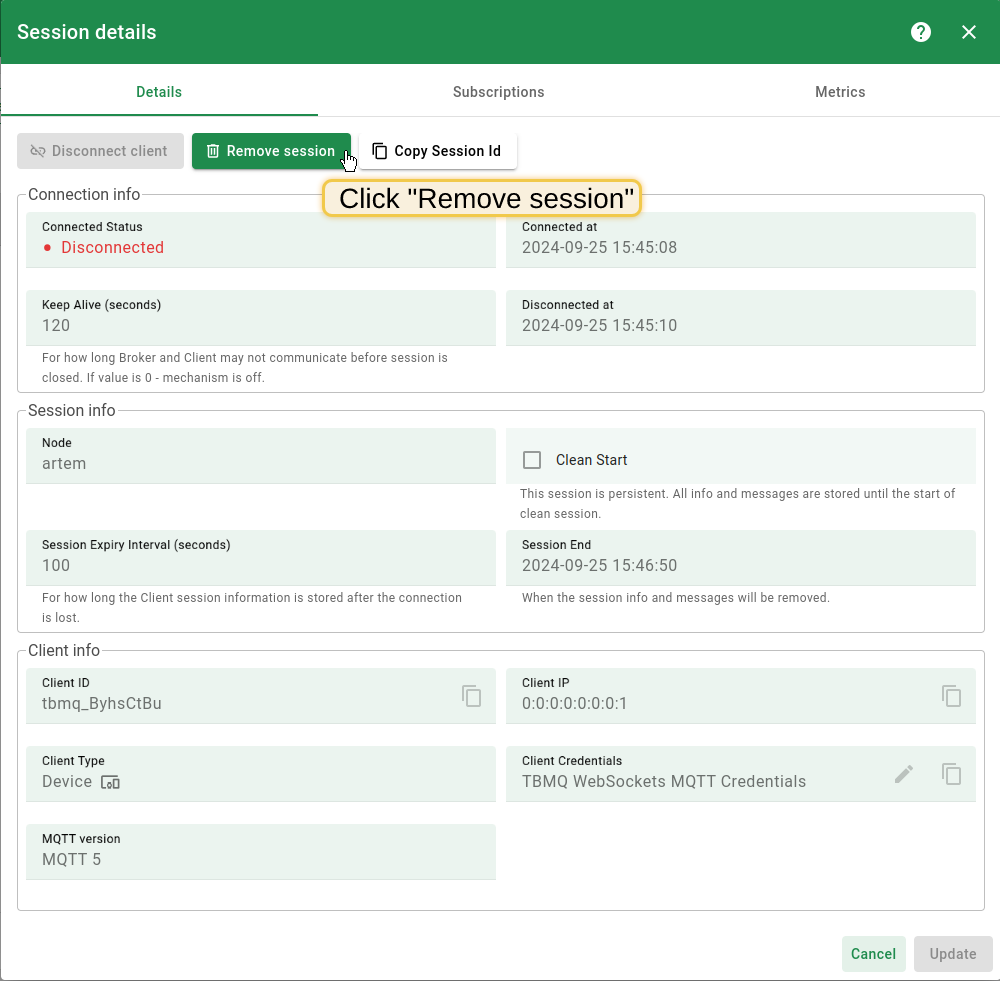 Session details
Details
Subscriptions
Metrics
Disconnect client
Remove session
Copy Session Id
Click "Remove session"
Connection info
Connected Status
Disconnected
Connected at
2024-09-25 15:45:08
Keep Alive (seconds)
120
For how long Broker and Client may not communicate before session is
closed. If value is 0 - mechanism is off.
Disconnected at
2024-09-25 15:45:10
Session info
Node
artem
Clean Start
This session is persistent. All info and messages are stored until the start of
clean session.
Session Expiry Interval (seconds)
100
For how long the Client session information is stored after the connection
is lost.
Session End
2024-09-25 15:46:50
When the session info and messages will be removed.
Client info
Client ID
tbmq_ByhsCtBu
Client IP
0:0:0:0:0:0:0:1
Client Type
Device
Client Credentials
TBMQ WebSockets MQTT Credentials
MQTT version
MQTT 5
Cancel
Update